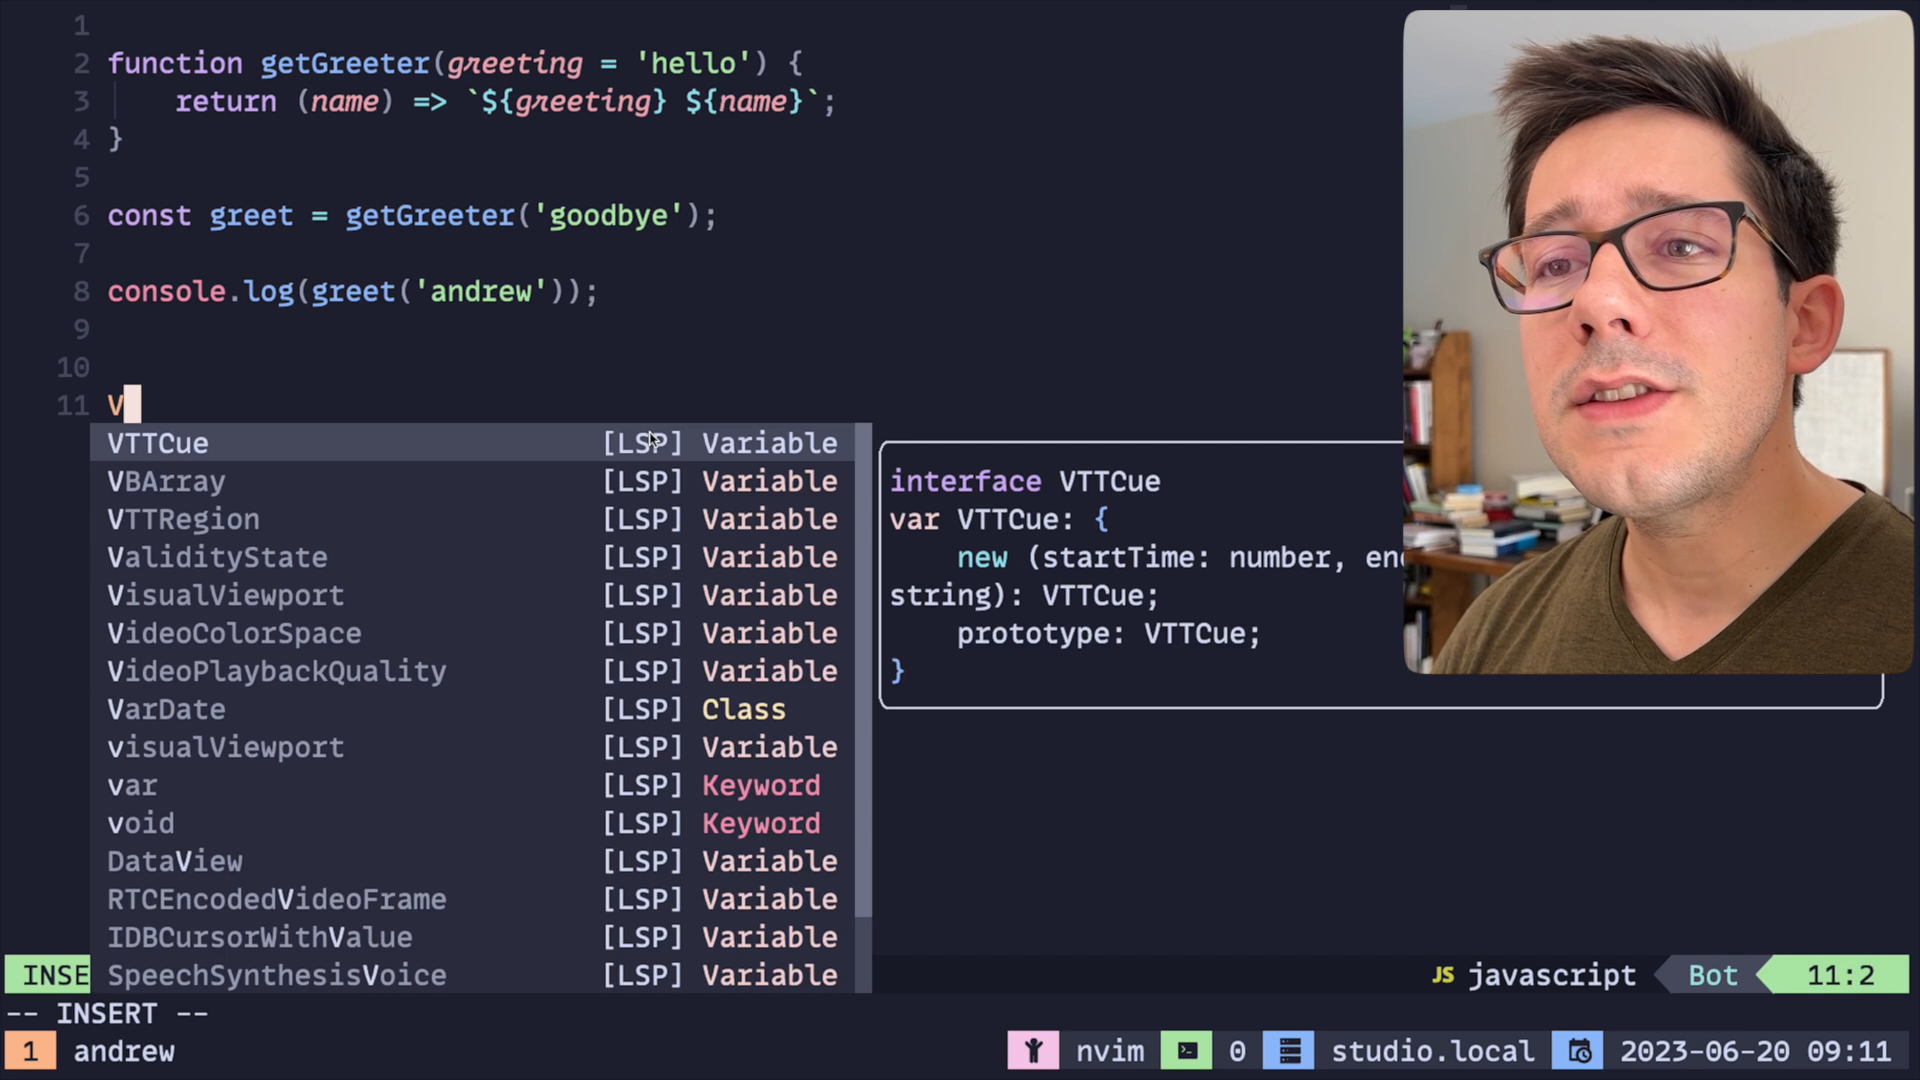 1
2 function getGreeter(greeting = 'hello') {
3 return (name) => `${greeting} ${name}`;
4 }
5
6 const greet = getGreeter('goodbye');
7
8 console.log(greet('andrew'));
9
10
11 V
VTTCue [LSP] Variable
VBArray [LSP] Variable
VTTRegion [LSP] Variable
ValidityState [LSP] Variable
VisualViewport [LSP] Variable
VideoColorSpace [LSP] Variable
VideoPlaybackQuality [LSP] Variable
VarDate [LSP] Class
visualViewport [LSP] Variable
var [LSP] Keyword
void [LSP] Keyword
DataView [LSP] Variable
RTCEncodedVideoFrame [LSP] Variable
IDBCursorWithValue [LSP] Variable
SpeechSynthesisVoice [LSP] Variable
interface VTTCue
var VTTCue: {
new (startTime: number, en
string): VTTCue;
prototype: VTTCue;
}
INSE
JS javascript Bot 11:2
-- INSERT --
1 andrew nvim 0 studio.local 2023-06-20 09:11